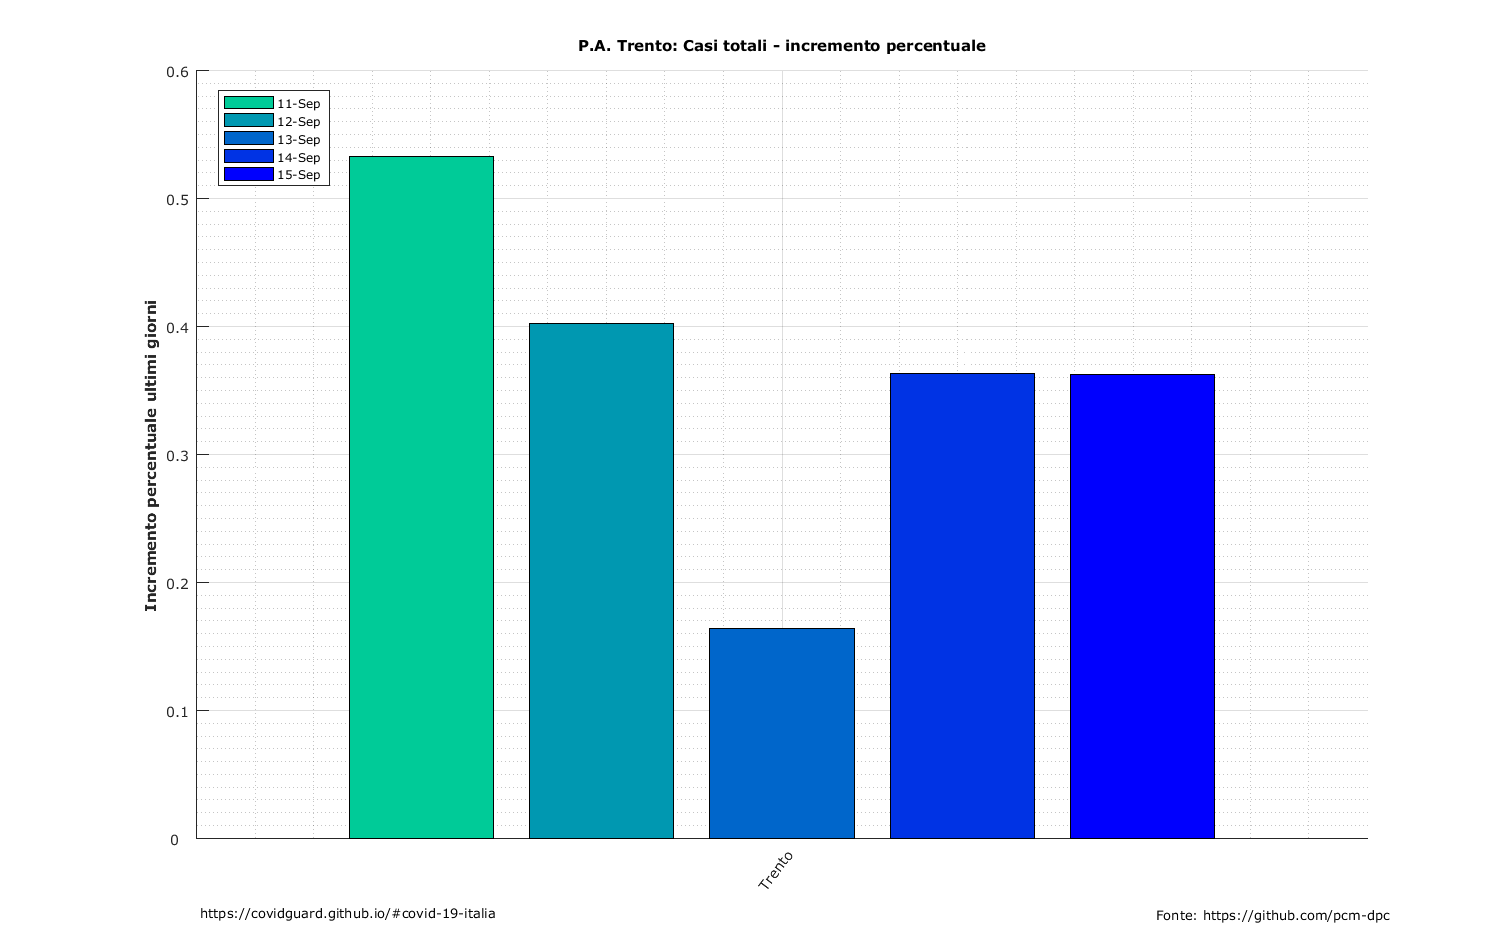 P.A. Trento: Casi totali - incremento percentuale
0.6
0.5
0.4
0.3
0.2
0.1
0
Incremento percentuale ultimi giorni
11-Sep
12-Sep
13-Sep
14-Sep
15-Sep
Trento
https://covidguard.github.io/#covid-19-italia
Fonte: https://github.com/pcm-dpc